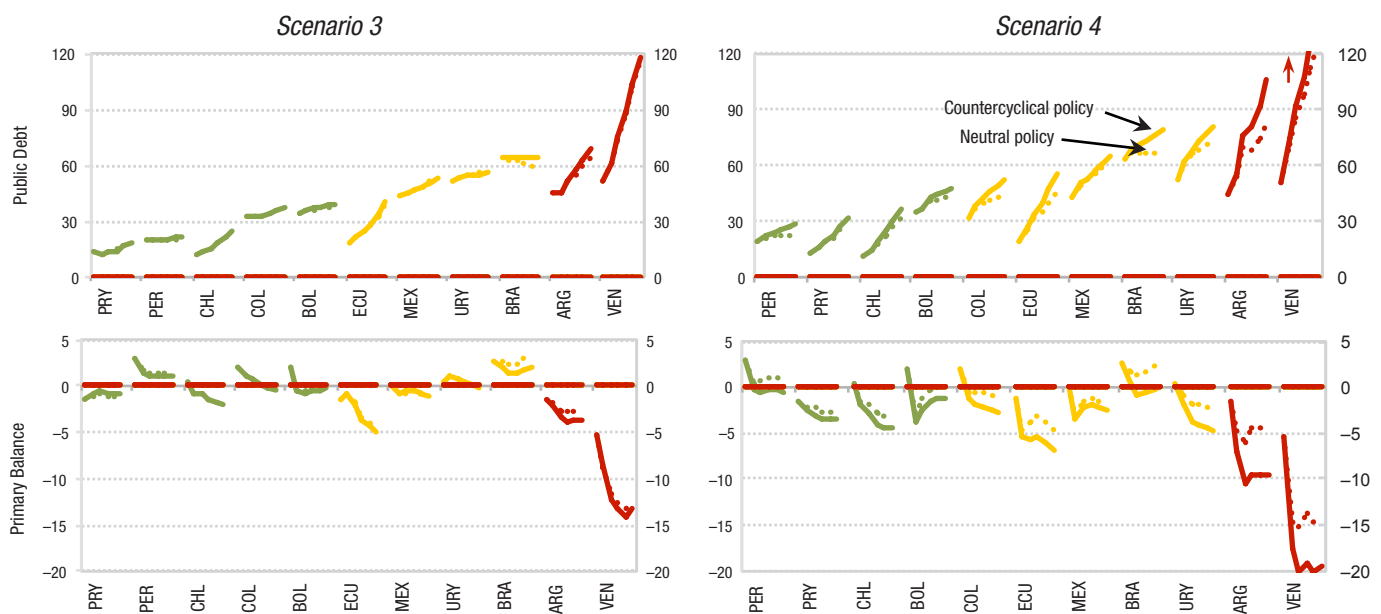 Scenario 3
Scenario 4
Public Debt
120
90
60
30
0
120
90
60
30
0
PRY
PER
CHL
COL
BOL
ECU
MEX
URY
BRA
ARG
VEN
120
90
60
30
0
Countercyclical policy
Neutral policy
120
90
60
30
0
PER
PRY
CHL
BOL
COL
ECU
MEX
BRA
URY
ARG
VEN
Primary Balance
5
0
–5
–10
–15
–20
5
0
–5
–10
–15
–20
PRY
PER
CHL
COL
BOL
ECU
MEX
URY
BRA
ARG
VEN
5
0
–5
–10
–15
–20
5
0
–5
–10
–15
–20
PER
PRY
CHL
BOL
COL
ECU
MEX
BRA
URY
ARG
VEN